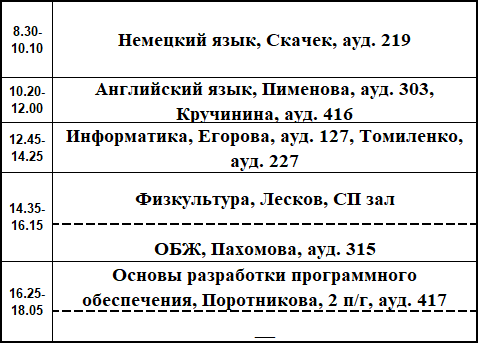 8.30-
10.10
Немецкий язык, Скачек, ауд. 219
10.20-
12.00
Английский язык, Пименова, ауд. 303,
Кручинина, ауд. 416
12.45-
14.25
Информатика, Егорова, ауд. 127, Томиленко,
ауд. 227
14.35-
16.15
Физкультура, Лесков, СП зал
ОБЖ, Пахомова, ауд. 315
16.25-
18.05
Основы разработки программного
обеспечения, Поротникова, 2 п/г, ауд. 417
__